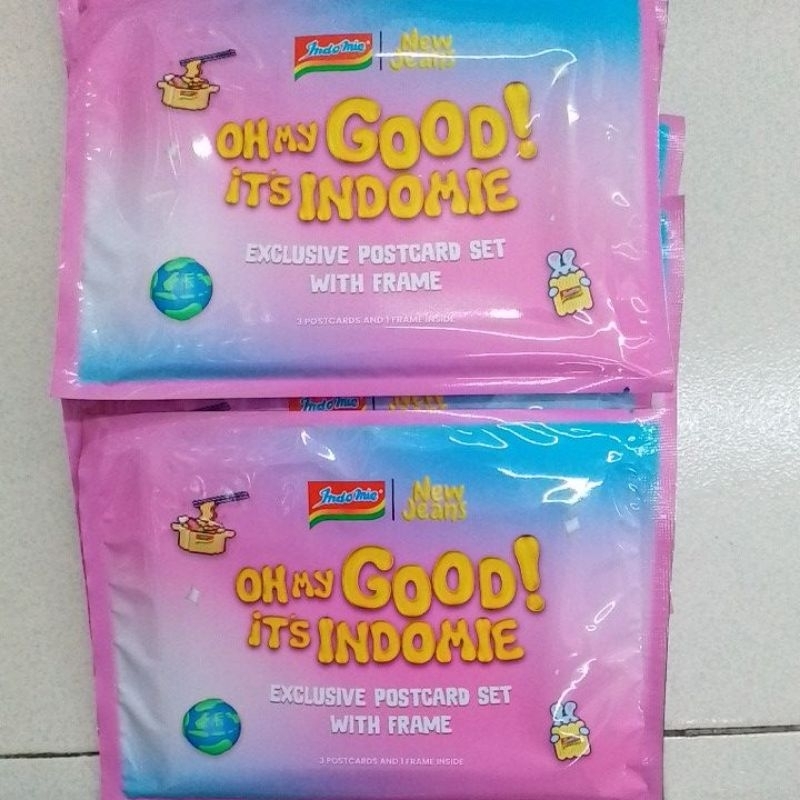 Indomie New Jeans
OH MY GOOD!
iT'S INDOMIE
EXCLUSIVE POSTCARD SET
WITH FRAME
3 POSTCARDS AND 1 FRAME INSIDE
Indomie
Indomie New Jeans
OH MY GOOD!
iT'S INDOMIE
EXCLUSIVE POSTCARD SET
WITH FRAME
3 POSTCARDS AND 1 FRAME INSIDE